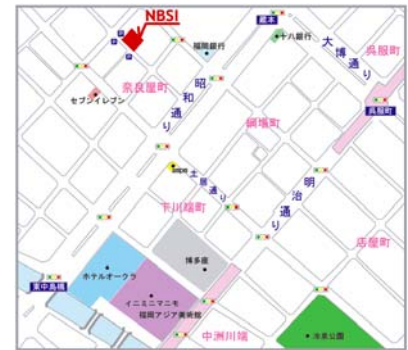 NBSI
蔵本
P
P
P
福岡銀行
十八銀行
大博通り
呉服町
奈良屋町
昭和通り
セブンイレブン
呉服町
綱場町
土居通り
明治通り
下川端町
店屋町
博多座
ホテルオークラ
東中島橋
イニミニマニモ
福岡アジア美術館
中洲川端
冷泉公園